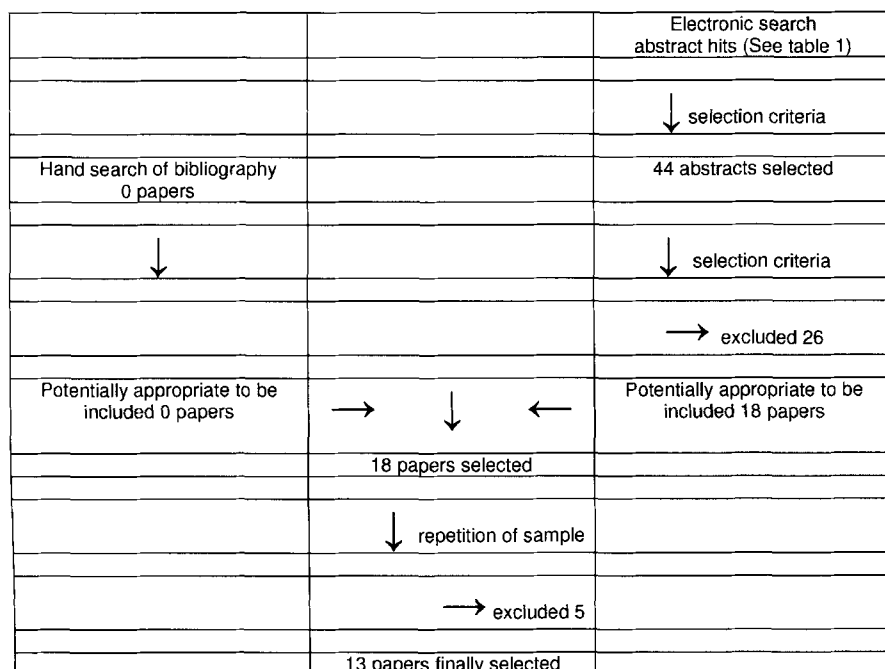 Electronic search
abstract hits (See table 1)
selection criteria
Hand search of bibliography
0 papers
44 abstracts selected
selection criteria
excluded 26
Potentially appropriate to be
included 0 papers
Potentially appropriate to be
included 18 papers
18 papers selected
repetition of sample
excluded 5
13 papers finally selected